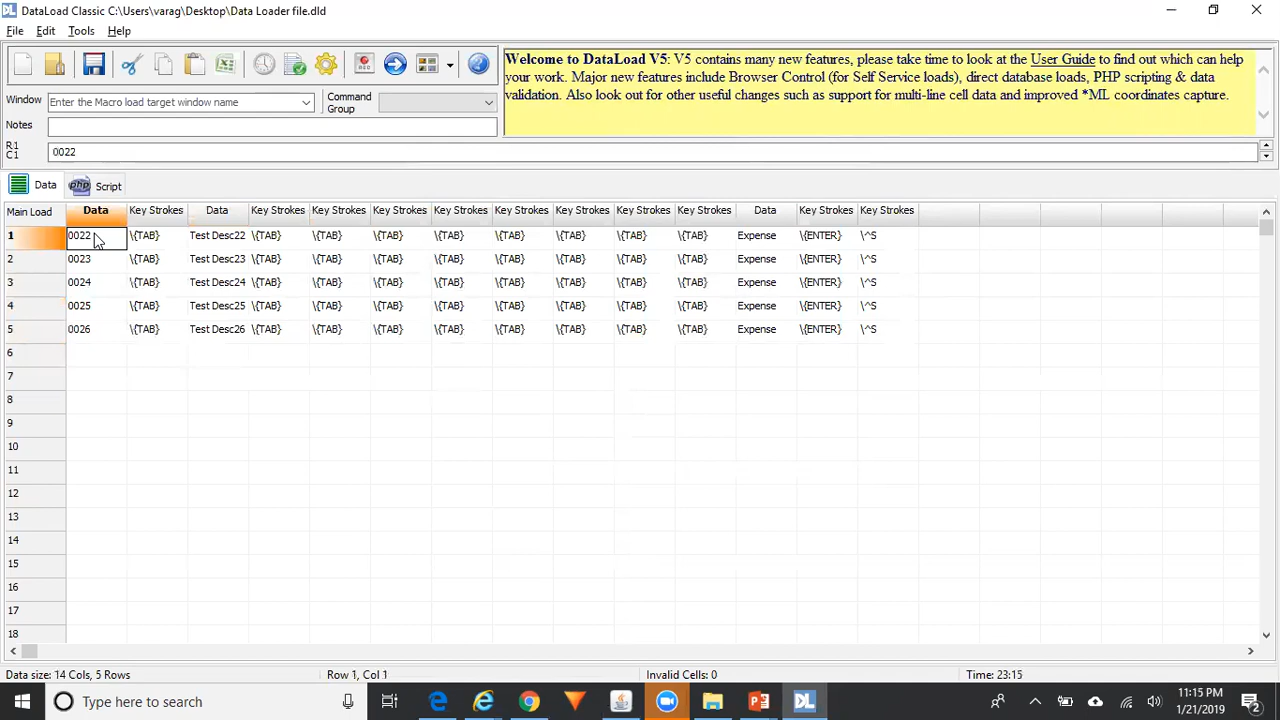 DataLoad Classic C:\Users\varag\Desktop\Data Loader file.dld
File Edit Tools Help
Window Enter the Macro load target window name Command Group
Notes
Welcome to DataLoad V5: V5 contains many new features, please take time to look at the User Guide to find out which can help
your work. Major new features include Browser Control (for Self Service loads), direct database loads, PHP scripting & data
validation. Also look out for other useful changes such as support for multi-line cell data and improved *ML coordinates capture.
R:1
C1 0022
Data php Script
Main Load Data Key Strokes Data Key Strokes Key Strokes Key Strokes Key Strokes Key Strokes Key Strokes Key Strokes Key Strokes Data Key Strokes Key Strokes
1 0022 \{TAB} Test Desc22 \{TAB} \{TAB} \{TAB} \{TAB} \{TAB} \{TAB} \{TAB} \{TAB} Expense \{ENTER} \^S
2 0023 \{TAB} Test Desc23 \{TAB} \{TAB} \{TAB} \{TAB} \{TAB} \{TAB} \{TAB} \{TAB} Expense \{ENTER} \^S
3 0024 \{TAB} Test Desc24 \{TAB} \{TAB} \{TAB} \{TAB} \{TAB} \{TAB} \{TAB} \{TAB} Expense \{ENTER} \^S
4 0025 \{TAB} Test Desc25 \{TAB} \{TAB} \{TAB} \{TAB} \{TAB} \{TAB} \{TAB} \{TAB} Expense \{ENTER} \^S
5 0026 \{TAB} Test Desc26 \{TAB} \{TAB} \{TAB} \{TAB} \{TAB} \{TAB} \{TAB} \{TAB} Expense \{ENTER} \^S
6
7
8
9
10
11
12
13
14
15
16
17
18
Data size: 14 Cols, 5 Rows Row 1, Col 1 Invalid Cells: 0 Time: 23:15
Type here to search
11:15 PM
1/21/2019
2